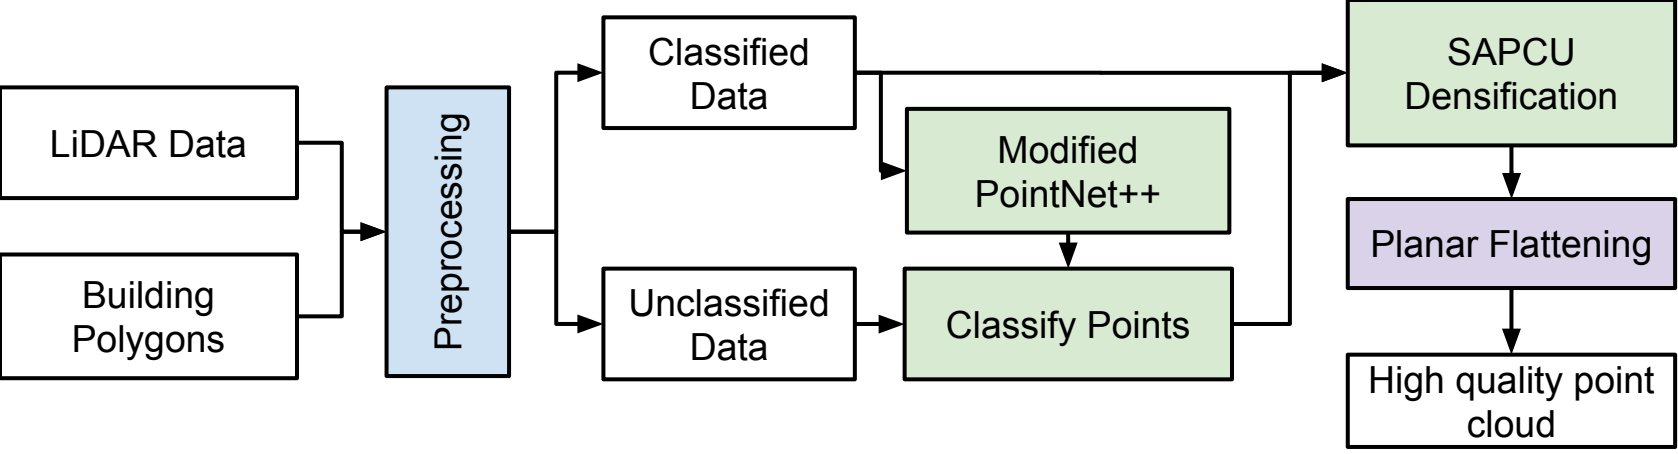 LiDAR Data
Building
Polygons
Preprocessing
Classified
Data
Unclassified
Data
Modified
PointNet++
Classify Points
SAPCU
Densification
Planar Flattening
High quality point
cloud